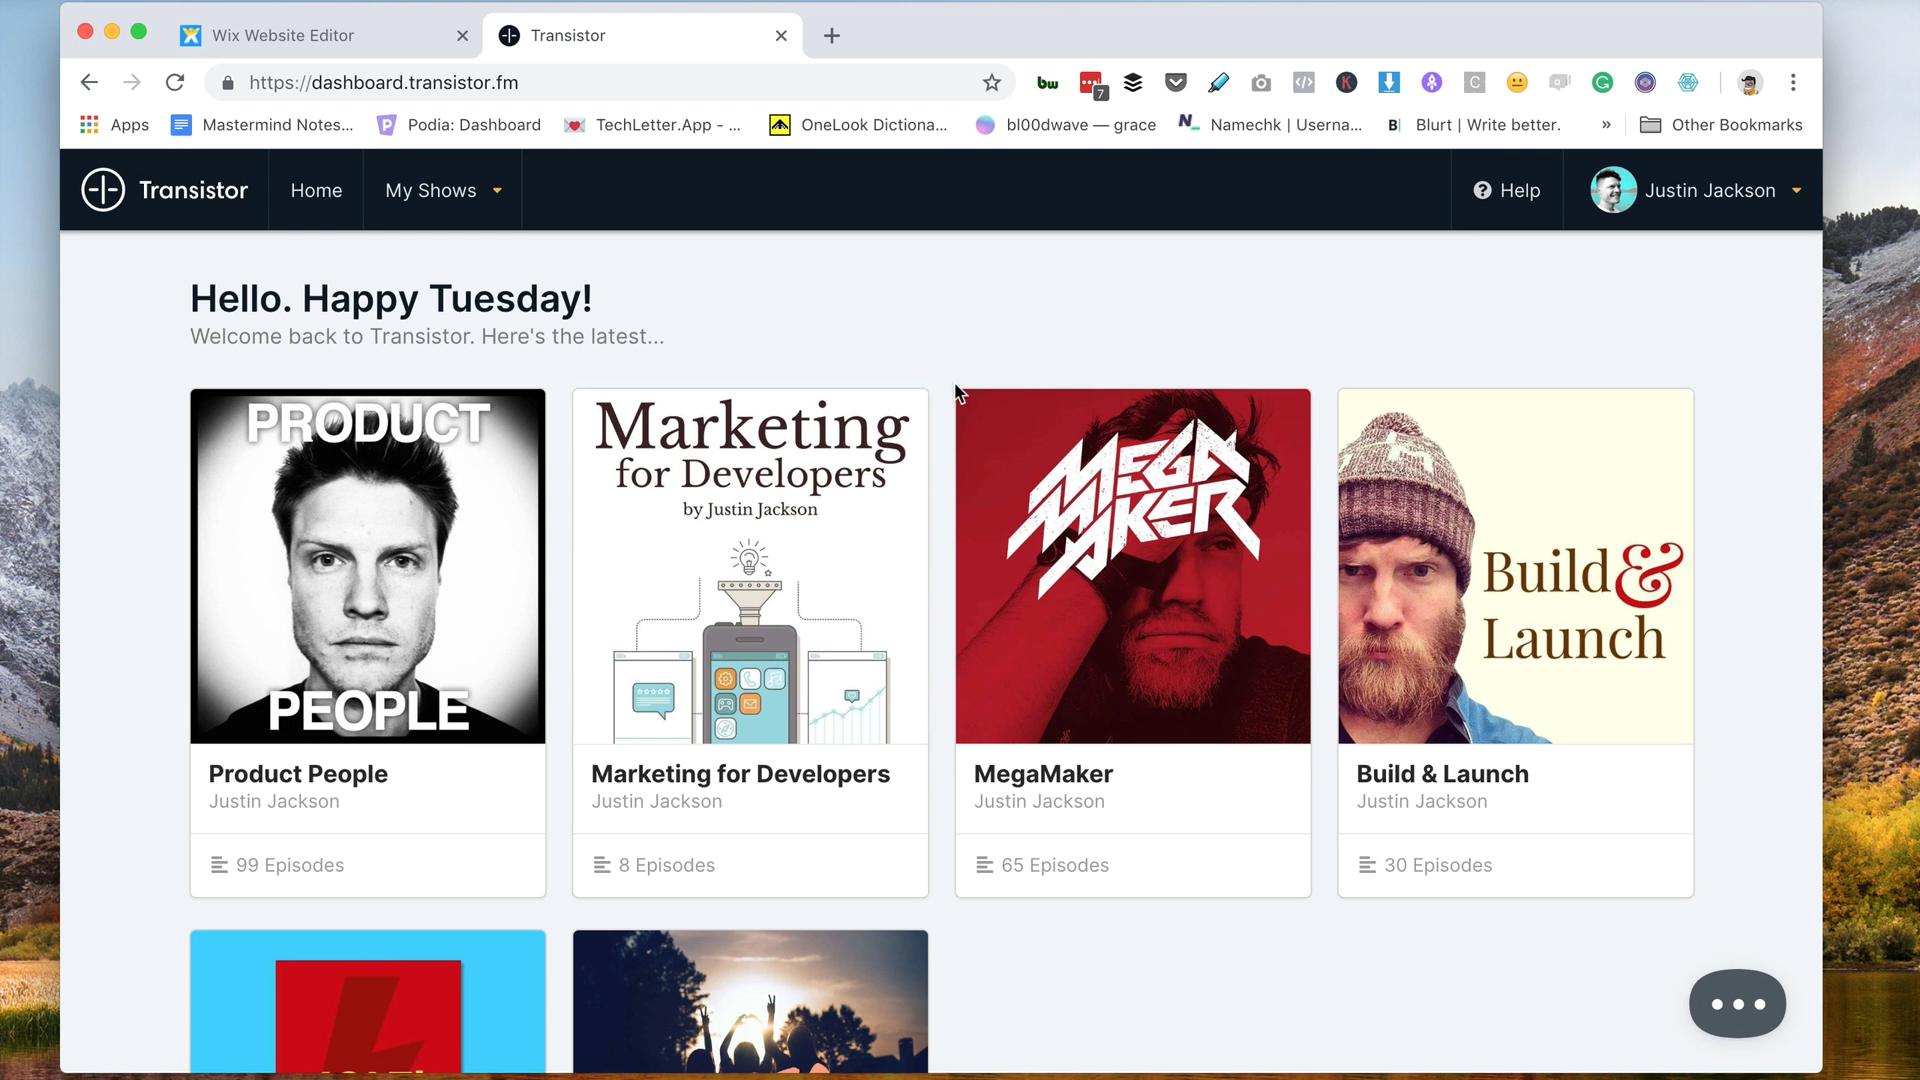 Wix Website Editor
Transistor
https://dashboard.transistor.fm
bw
7
K
C
G
Apps
Mastermind Notes...
Podia: Dashboard
TechLetter.App - ...
OneLook Dictiona...
bl00dwave — grace
N_
Namechk | Userna...
B|
Blurt | Write better.
»
Other Bookmarks
Transistor
Home
My Shows
Help
Justin Jackson
Hello. Happy Tuesday!
Welcome back to Transistor. Here's the latest...
PRODUCT
PEOPLE
Product People
Justin Jackson
99 Episodes
Marketing
for Developers
by Justin Jackson
Marketing for Developers
Justin Jackson
8 Episodes
MEGA
MAKER
MegaMaker
Justin Jackson
65 Episodes
Build &
Launch
Build & Launch
Justin Jackson
30 Episodes